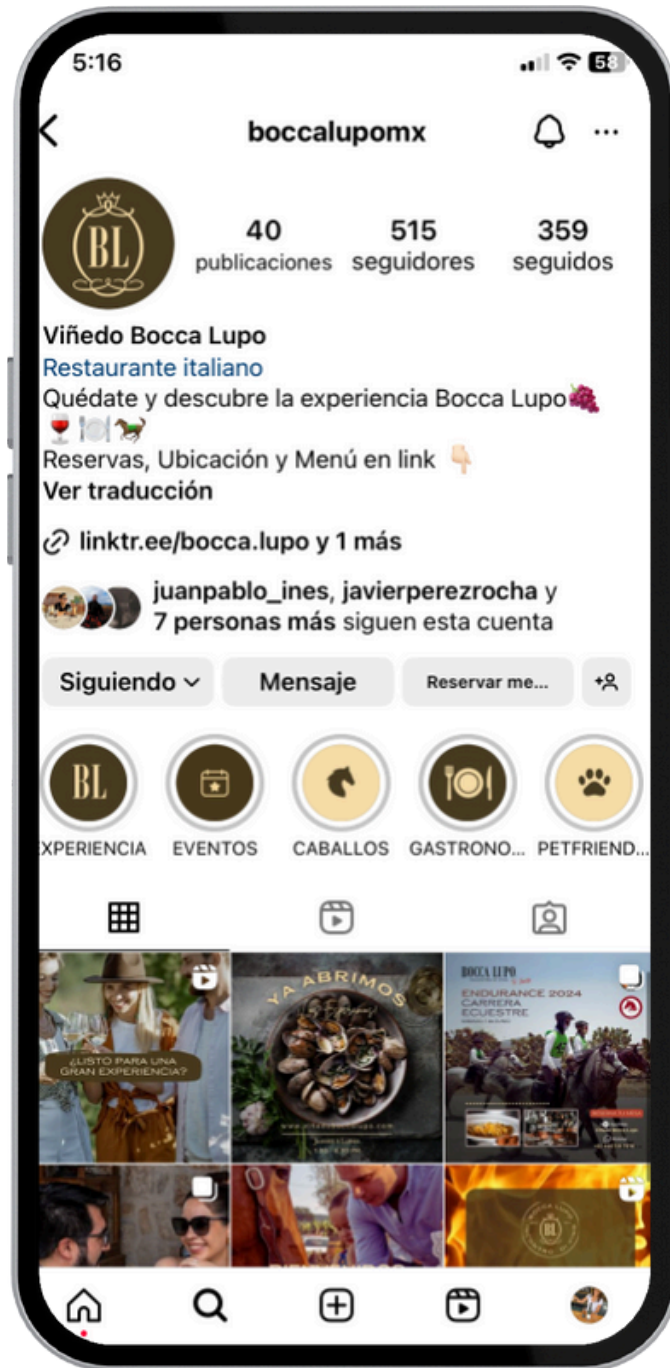 5:16
58
boccalupomx
BL
40
publicaciones
515
seguidores
359
seguidos
Viñedo Bocca Lupo
Restaurante italiano
Quédate y descubre la experiencia Bocca Lupo🍇
🍷🍽️🐎
Reservas, Ubicación y Menú en link 👇🏻
Ver traducción
linktr.ee/bocca.lupo y 1 más
juanpablo_ines, javierperezrocha y
7 personas más siguen esta cuenta
Siguiendo
Mensaje
Reservar me...
BL
XPERIENCIA
EVENTOS
CABALLOS
GASTRONO...
PETFRIEND...
¿LISTO PARA UNA
GRAN EXPERIENCIA?
YA ABRIMOS
BOCCA LUPO
ENDURANCE 2024
CARRERA
ECUESTRE
BOCCA LUPO
BL